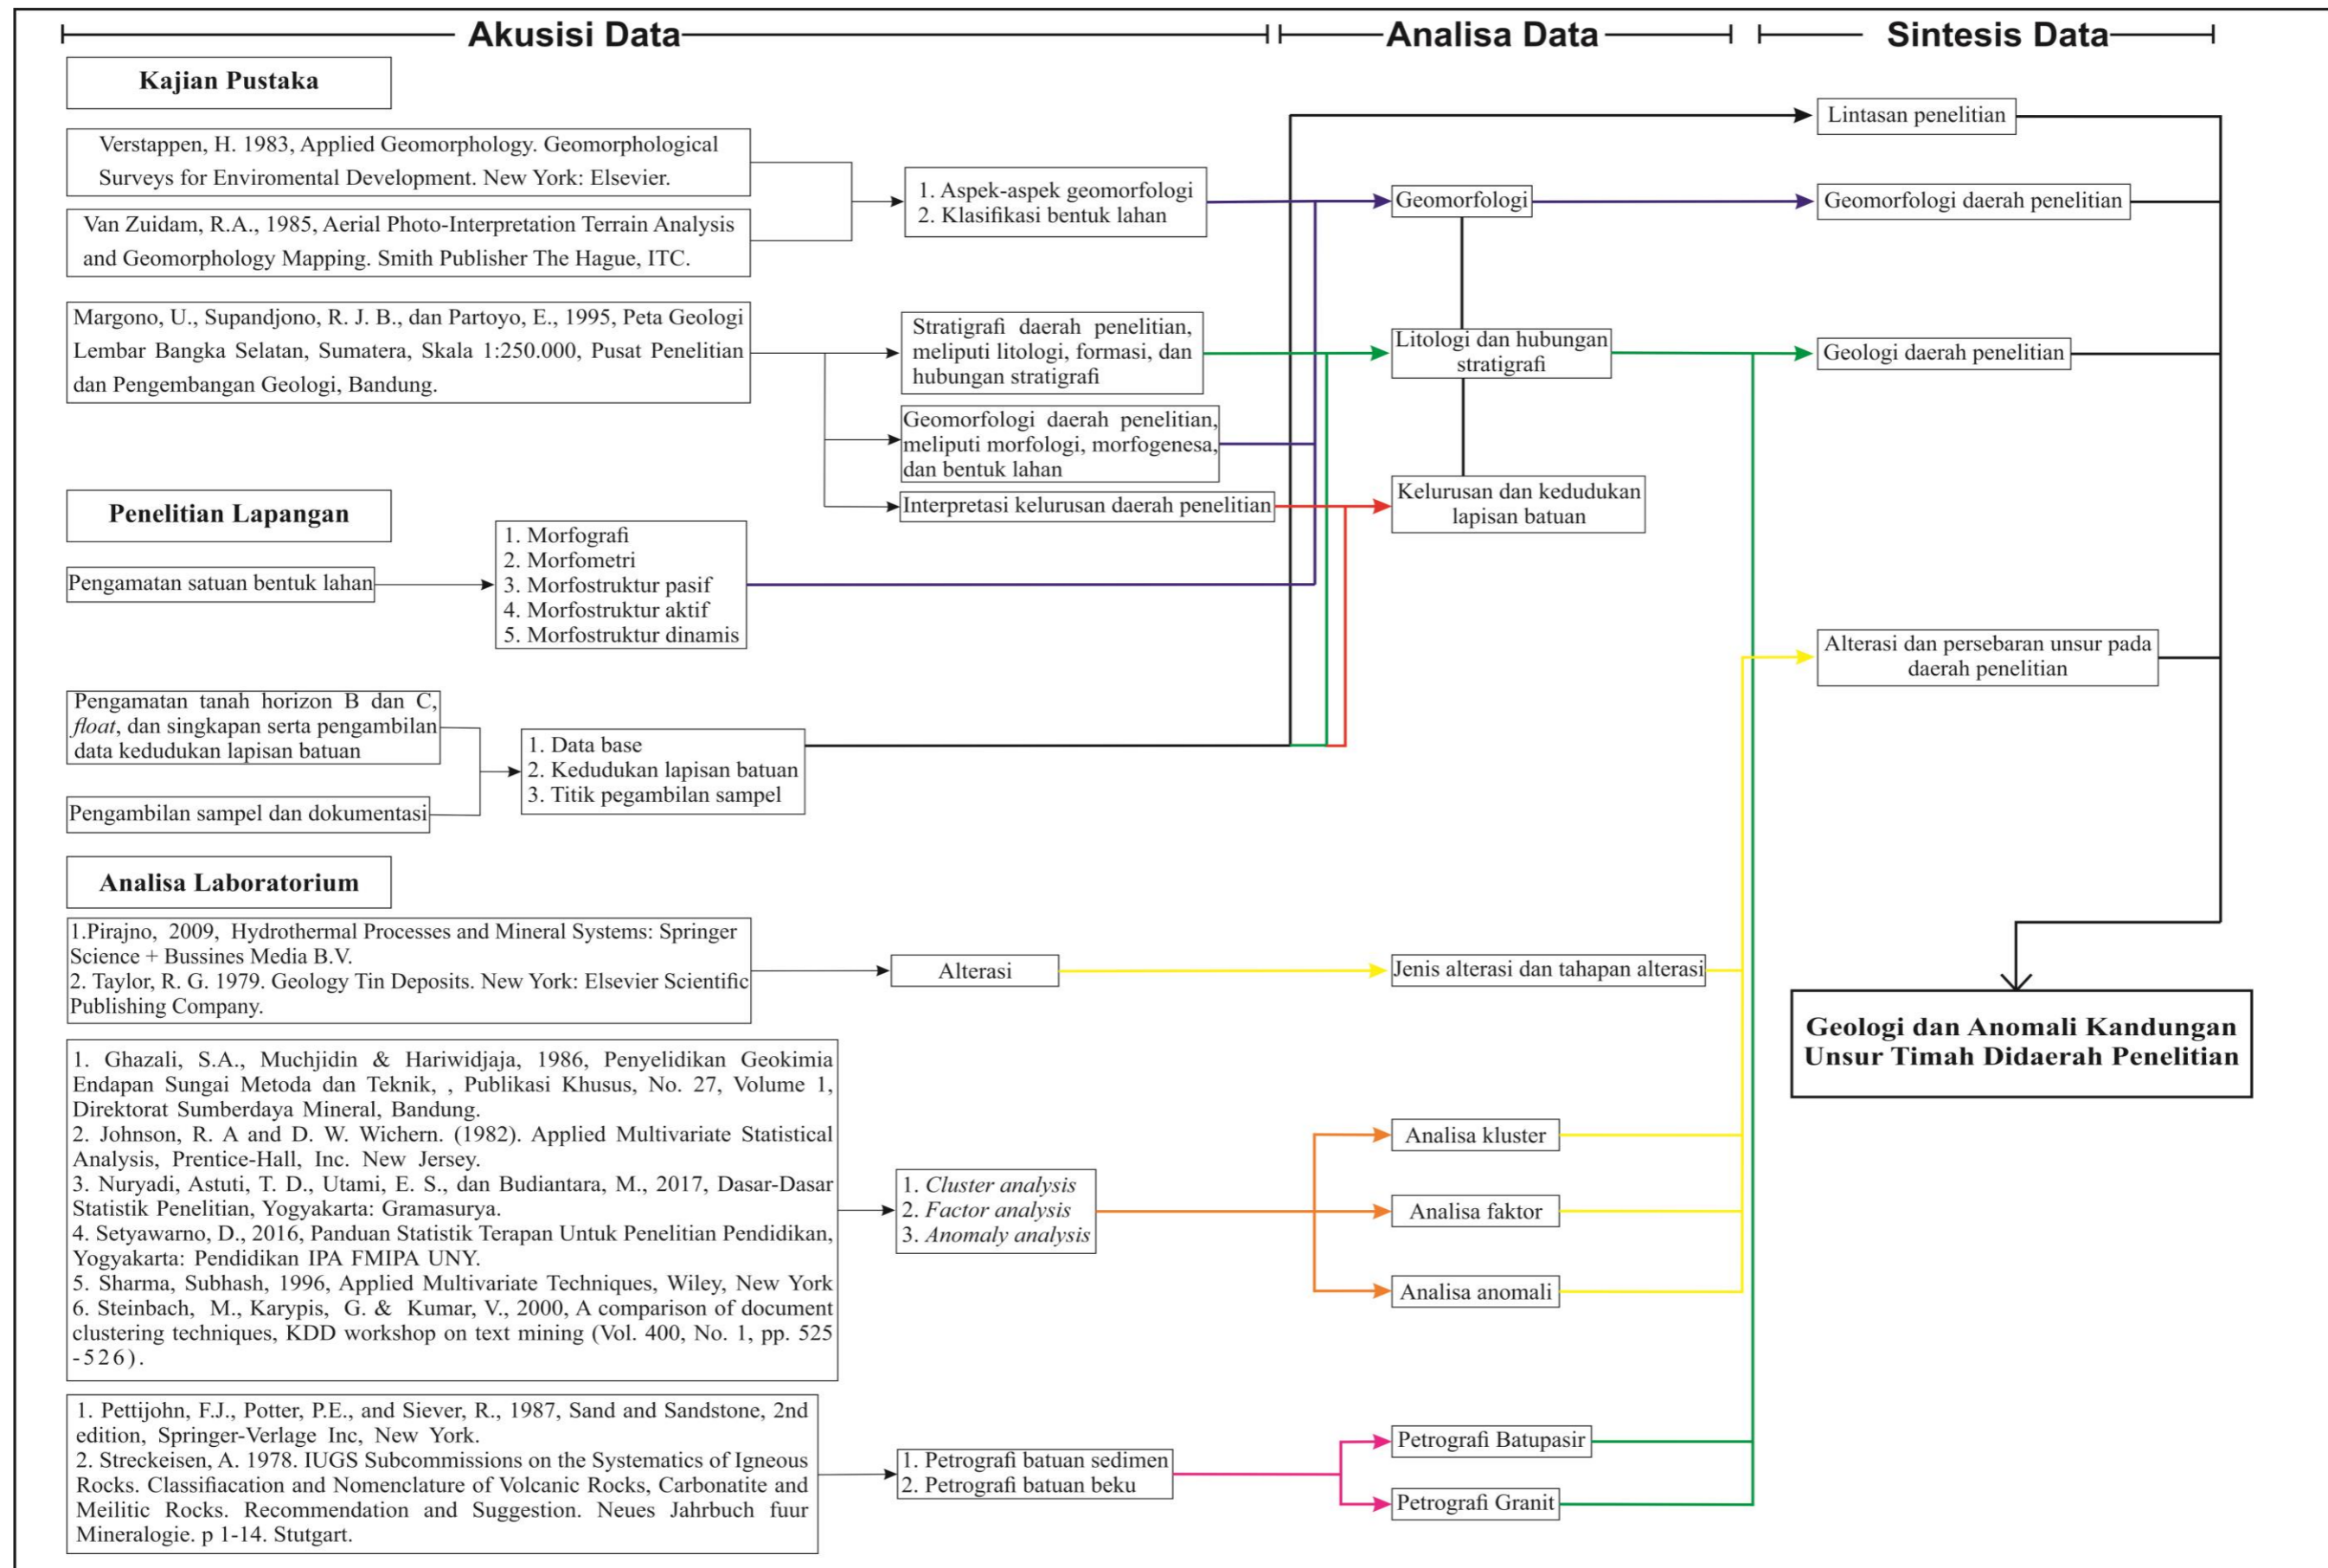 Akusisi Data
Analisa Data
Sintesis Data
Kajian Pustaka
Verstappen, H. 1983, Applied Geomorphology. Geomorphological
Surveys for Enviromental Development. New York: Elsevier.
Van Zuidam, R.A., 1985, Aerial Photo-Interpretation Terrain Analysis
and Geomorphology Mapping. Smith Publisher The Hague, ITC.
1. Aspek-aspek geomorfologi
2. Klasifikasi bentuk lahan
Geomorfologi
Lintasan penelitian
Geomorfologi daerah penelitian
Margono, U., Supandjono, R. J. B., dan Partoyo, E., 1995, Peta Geologi
Lembar Bangka Selatan, Sumatera, Skala 1:250.000, Pusat Penelitian
dan Pengembangan Geologi, Bandung.
Stratigrafi daerah penelitian,
meliputi litologi, formasi, dan
hubungan stratigrafi
Litologi dan hubungan
stratigrafi
Geologi daerah penelitian
Geomorfologi daerah penelitian,
meliputi morfologi, morfogenesa,
dan bentuk lahan
Interpretasi kelurusan daerah penelitian
Kelurusan dan kedudukan
lapisan batuan
Penelitian Lapangan
Pengamatan satuan bentuk lahan
1. Morfografi
2. Morfometri
3. Morfostruktur pasif
4. Morfostruktur aktif
5. Morfostruktur dinamis
Alterasi dan persebaran unsur pada
daerah penelitian
Pengamatan tanah horizon B dan C,
float, dan singkapan serta pengambilan
data kedudukan lapisan batuan
Pengambilan sampel dan dokumentasi
1. Data base
2. Kedudukan lapisan batuan
3. Titik pegambilan sampel
Analisa Laboratorium
1.Pirajno, 2009, Hydrothermal Processes and Mineral Systems: Springer
Science + Bussines Media B.V.
2. Taylor, R. G. 1979. Geology Tin Deposits. New York: Elsevier Scientific
Publishing Company.
Alterasi
Jenis alterasi dan tahapan alterasi
Geologi dan Anomali Kandungan
Unsur Timah Didaerah Penelitian
1. Ghazali, S.A., Muchjidin & Hariwidjaja, 1986, Penyelidikan Geokimia
Endapan Sungai Metoda dan Teknik, , Publikasi Khusus, No. 27, Volume 1,
Direktorat Sumberdaya Mineral, Bandung.
2. Johnson, R. A and D. W. Wichern. (1982). Applied Multivariate Statistical
Analysis, Prentice-Hall, Inc. New Jersey.
3. Nuryadi, Astuti, T. D., Utami, E. S., dan Budiantara, M., 2017, Dasar-Dasar
Statistik Penelitian, Yogyakarta: Gramasurya.
4. Setyawarno, D., 2016, Panduan Statistik Terapan Untuk Penelitian Pendidikan,
Yogyakarta: Pendidikan IPA FMIPA UNY.
5. Sharma, Subhash, 1996, Applied Multivariate Techniques, Wiley, New York
6. Steinbach, M., Karypis, G. & Kumar, V., 2000, A comparison of document
clustering techniques, KDD workshop on text mining (Vol. 400, No. 1, pp. 525
-526).
1. Cluster analysis
2. Factor analysis
3. Anomaly analysis
Analisa kluster
Analisa faktor
Analisa anomali
1. Pettijohn, F.J., Potter, P.E., and Siever, R., 1987, Sand and Sandstone, 2nd
edition, Springer-Verlage Inc, New York.
2. Streckeisen, A. 1978. IUGS Subcommissions on the Systematics of Igneous
Rocks. Classifiacation and Nomenclature of Volcanic Rocks, Carbonatite and
Meilitic Rocks. Recommendation and Suggestion. Neues Jahrbuch fuur
Mineralogie. p 1-14. Stutgart.
1. Petrografi batuan sedimen
2. Petrografi batuan beku
Petrografi Batupasir
Petrografi Granit